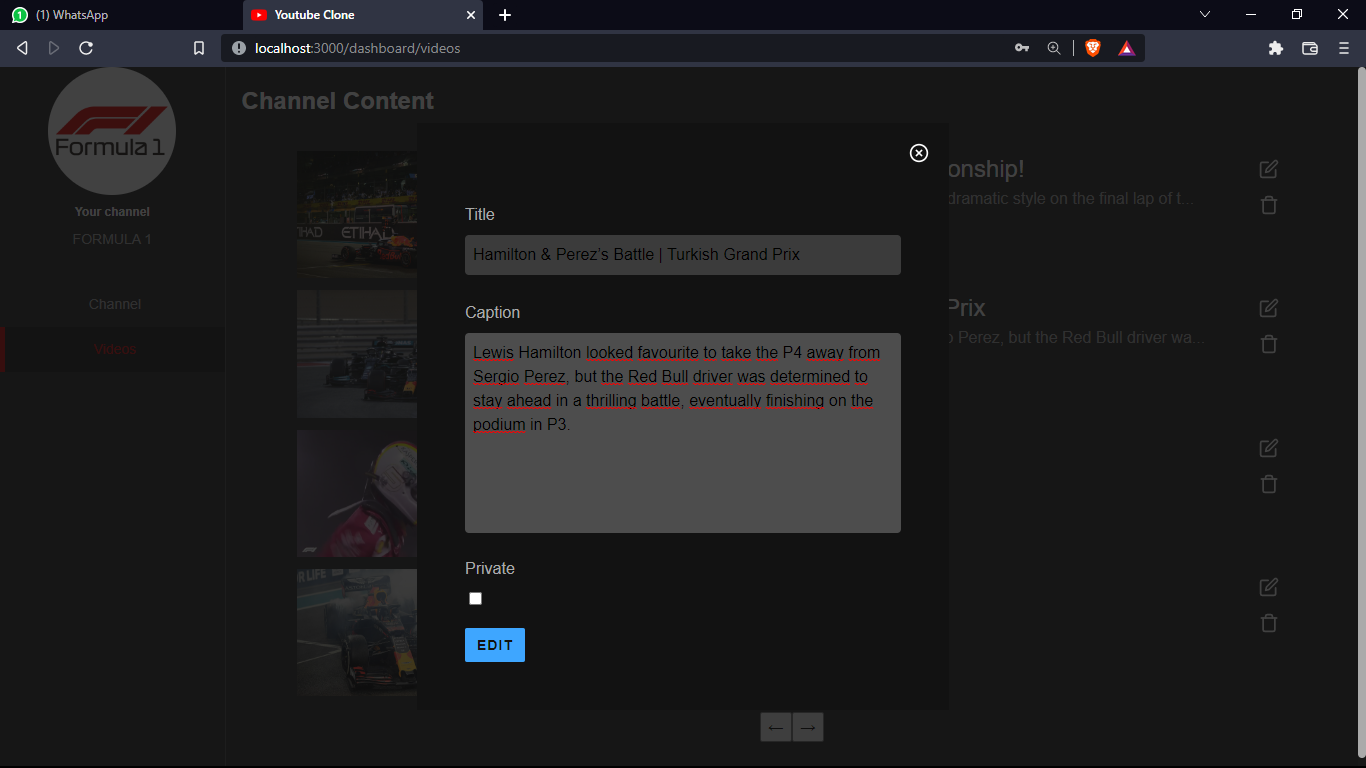 1 (1) WhatsApp
Youtube Clone
localhost:3000/dashboard/videos
Formula 1
Your channel
FORMULA 1
Channel
Videos
Channel Content
ETIHAD
onship!
dramatic style on the final lap of t...
Prix
Perez, but the Red Bull driver wa...
Title
Hamilton & Perez's Battle | Turkish Grand Prix
Caption
Lewis Hamilton looked favourite to take the P4 away from
Sergio Perez, but the Red Bull driver was determined to
stay ahead in a thrilling battle, eventually finishing on the
podium in P3.
Private
EDIT
← →